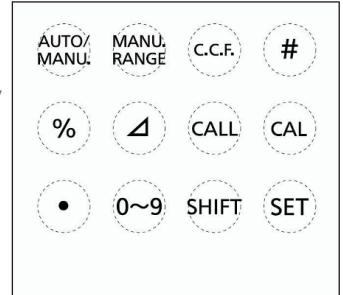 AUTO/ MANU. C.C.F. #
MANU. RANGE
% ⊿ CALL CAL
• 0～9 SHIFT SET